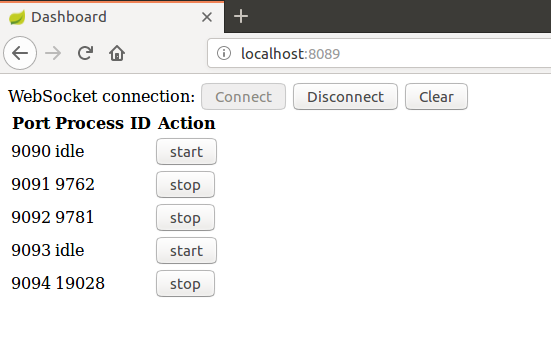 Dashboard
localhost:8089
WebSocket connection: Connect Disconnect Clear
Port Process ID Action
9090 idle start
9091 9762 stop
9092 9781 stop
9093 idle start
9094 19028 stop